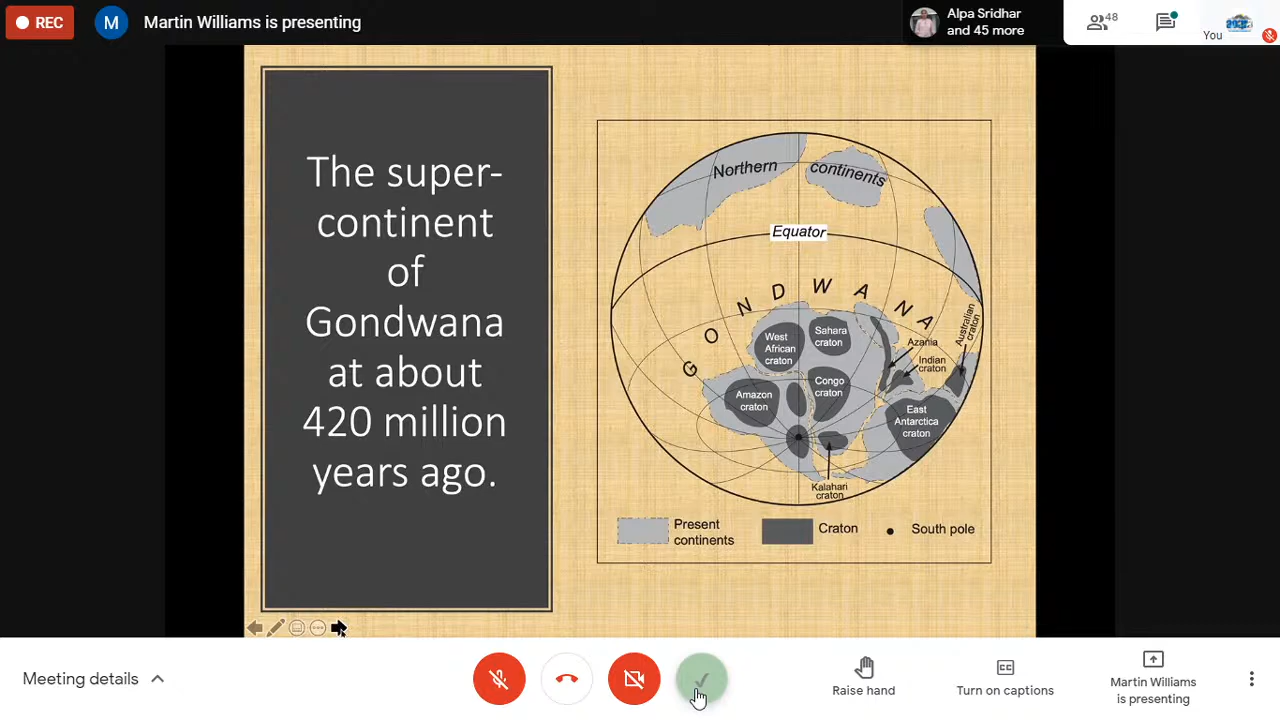 REC
M
Martin Williams is presenting
Alpa Sridhar
and 45 more
48
You
The super-
continent
of
Gondwana
at about
420 million
years ago.
Northern continents
Equator
GONDWANA
West
African
craton
Sahara
craton
Azania
Indian
craton
Australian
craton
Amazon
craton
Congo
craton
East
Antarctica
craton
Kalahari
craton
Present
continents
Craton
South pole
Meeting details
Raise hand
CC
Turn on captions
Martin Williams
is presenting